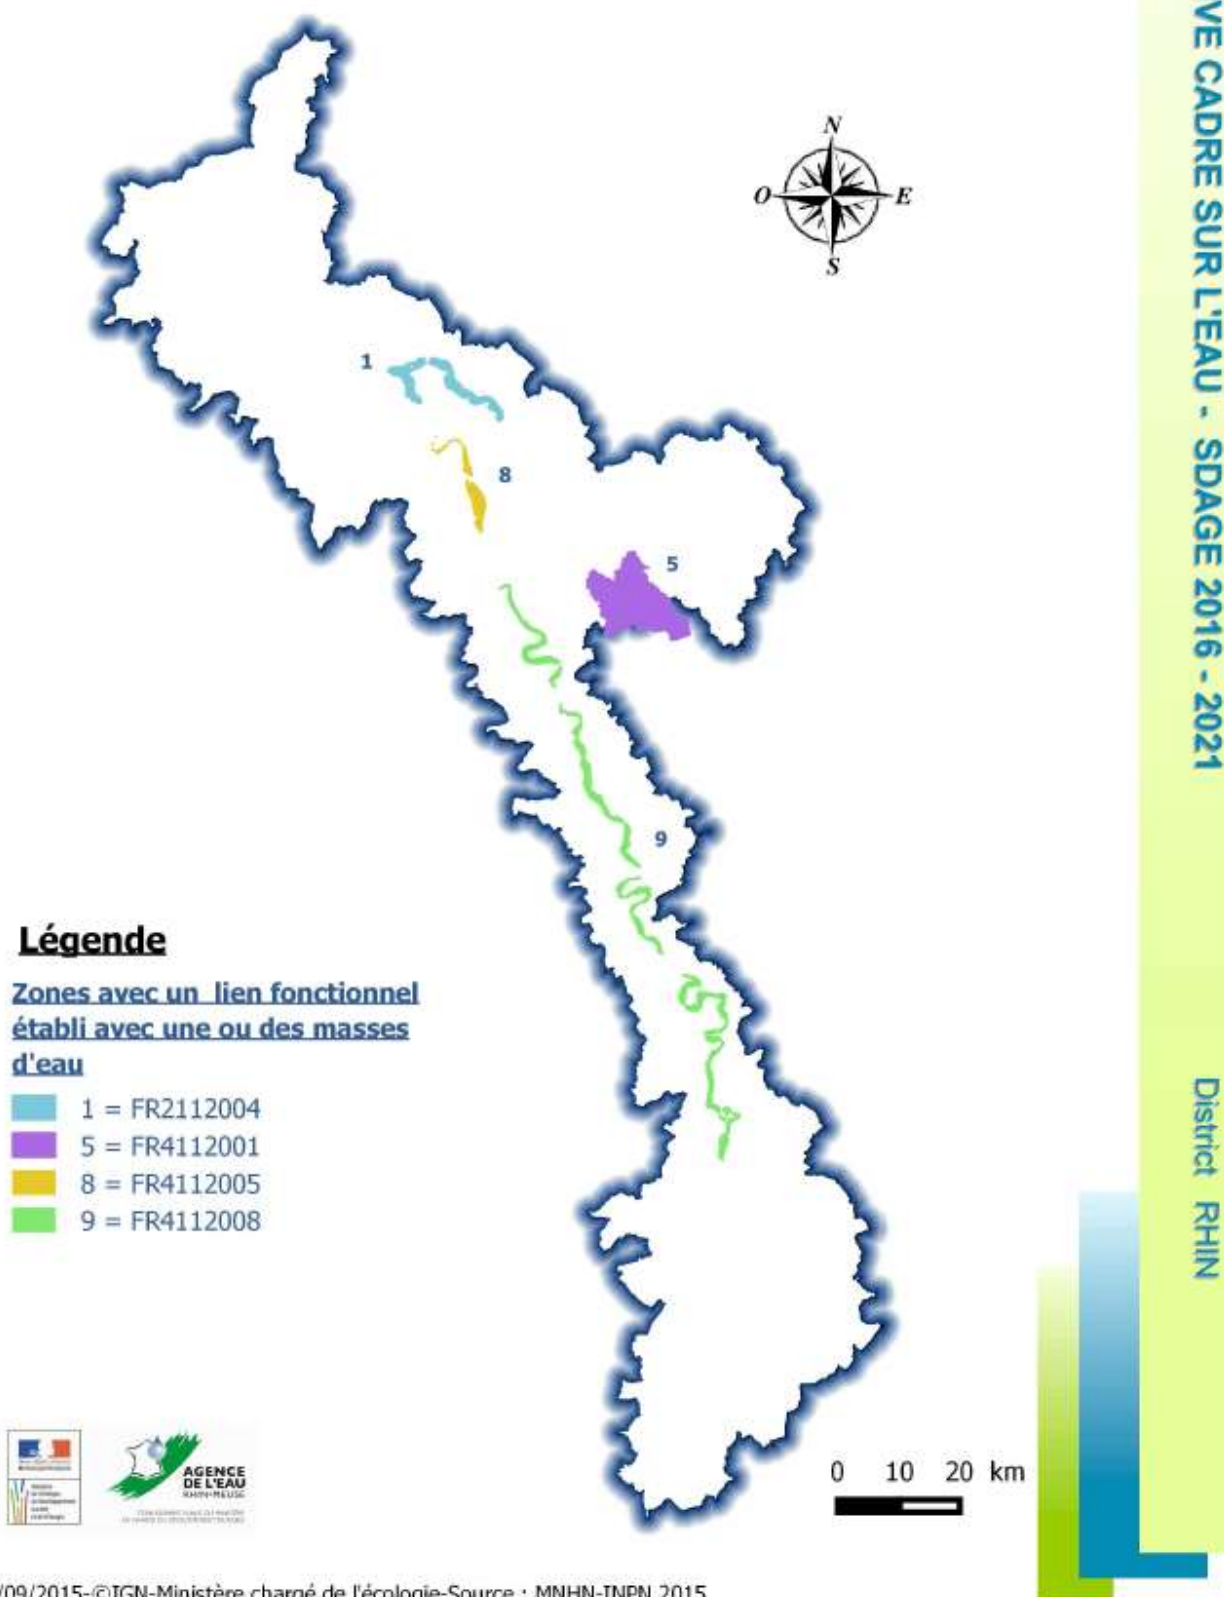 VE CADRE SUR L'EAU - SDAGE 2016 - 2021
District RHIN
N
O
E
S
1
8
5
9
Légende
Zones avec un lien fonctionnel
établi avec une ou des masses
d'eau
1 = FR2112004
5 = FR4112001
8 = FR4112005
9 = FR4112008
AGENCE
DE L'EAU
RHIN-MEUSE
0 10 20 km
/09/2015-©IGN-Ministère chargé de l'écologie-Source : MNHN-INPN 2015